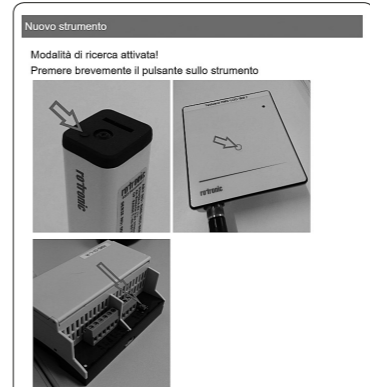 Nuovo strumento
Modalità di ricerca attivata!
Premere brevemente il pulsante sullo strumento
rotronic
rotronic